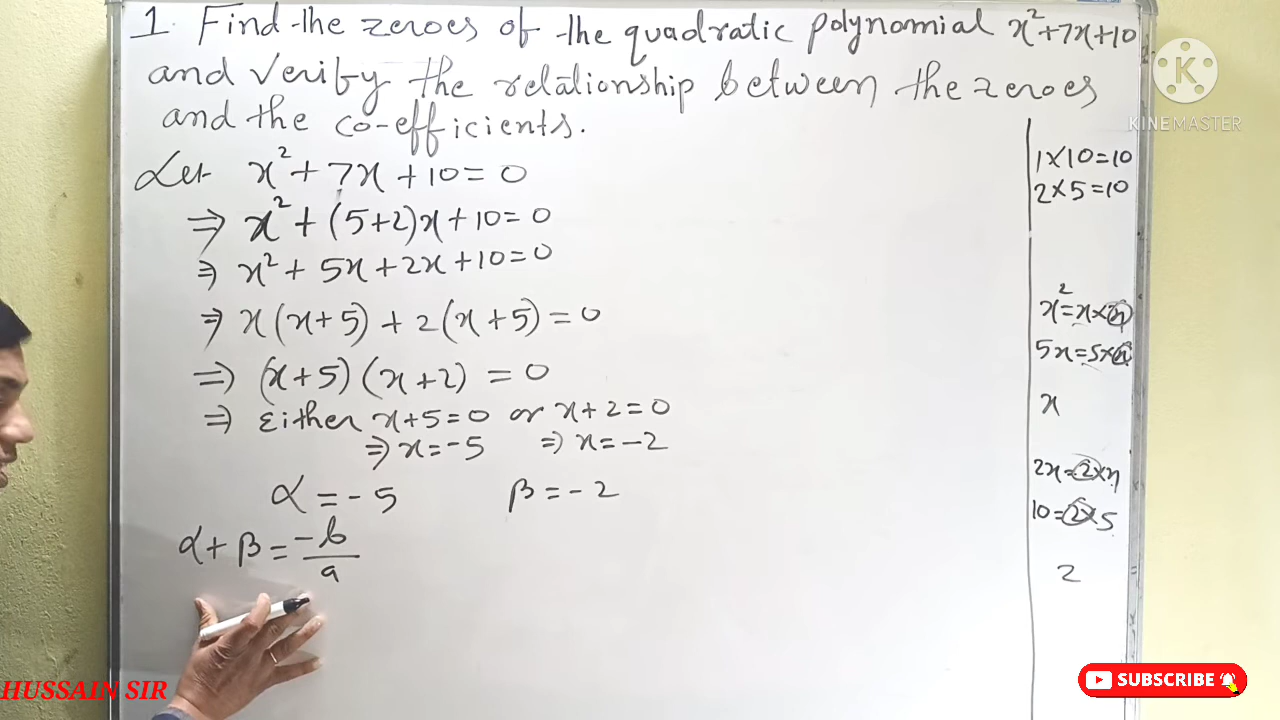 1. Find the zeroes of the quadratic polynomial x²+7x+10
and verify the relationship between the zeroes
and the co-efficients.
Let x² + 7x + 10 = 0
⇒ x² + (5+2)x + 10 = 0
⇒ x² + 5x + 2x + 10 = 0
⇒ x(x+5) + 2(x+5) = 0
⇒ (x+5)(x+2) = 0
⇒ Either x+5=0 or x+2=0
⇒ x=-5 ⇒ x=-2
α = -5 β = -2
α+β = -b/a
1×10=10
2×5=10
x²=x×x
5x=5×x
x
2x=2×x
10=2×5
2
KINEMASTER
HUSSAIN SIR
SUBSCRIBE